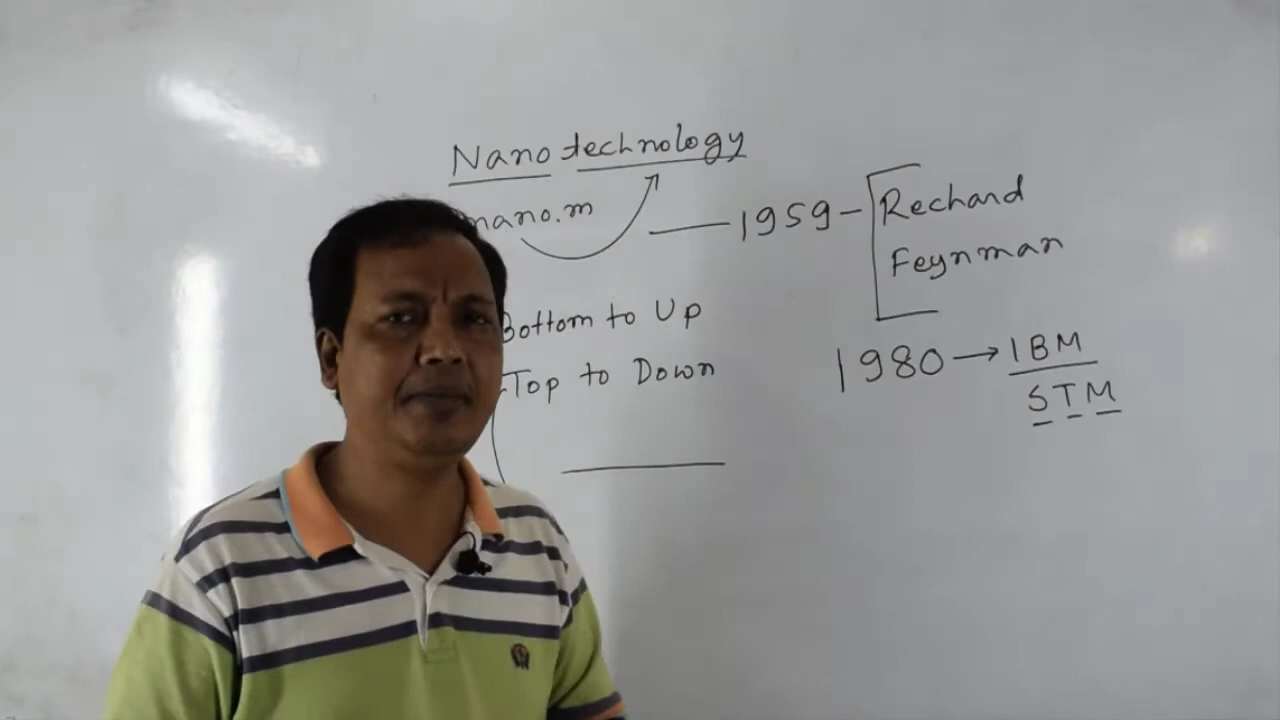 Nanotechnology
nano.m
1959 - Rechard
Feynman
Bottom to Up
Top to Down
1980 → IBM
STM